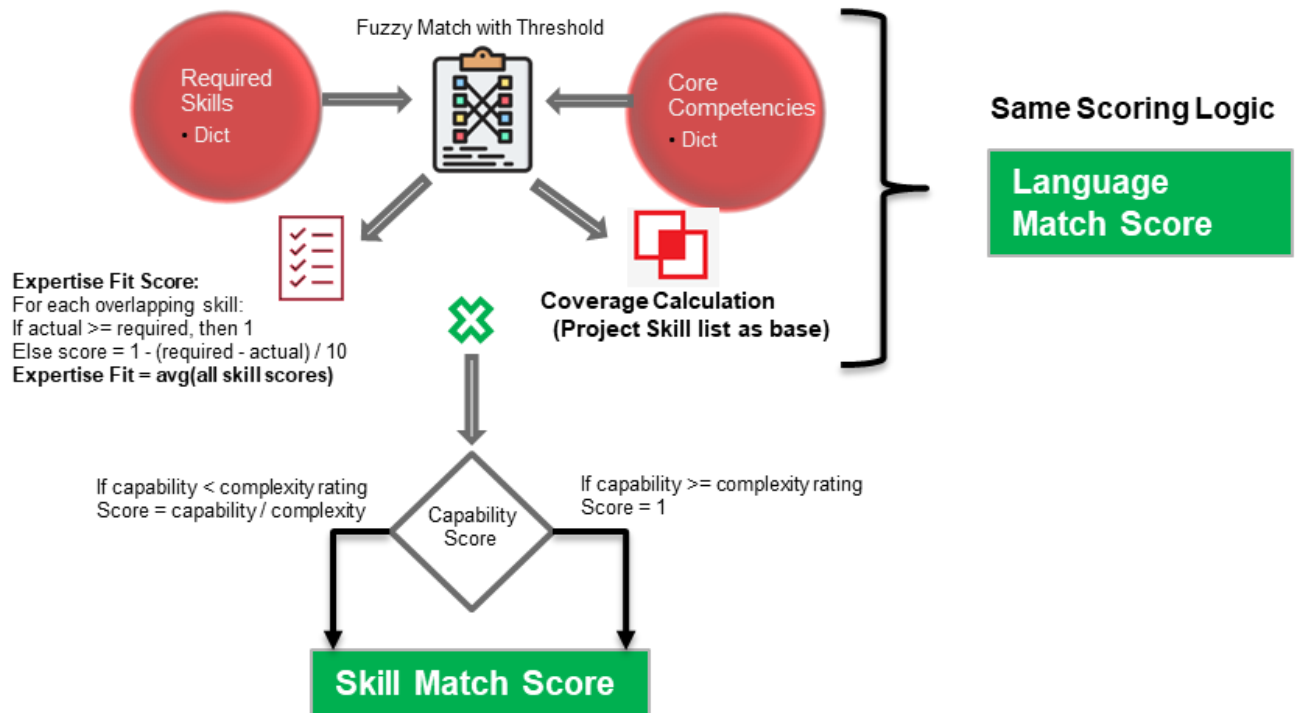 Fuzzy Match with Threshold
Required
Skills
• Dict
Core
Competencies
• Dict
Same Scoring Logic
Language
Match Score
Expertise Fit Score:
For each overlapping skill:
If actual >= required, then 1
Else score = 1 - (required - actual) / 10
Expertise Fit = avg(all skill scores)
Coverage Calculation
(Project Skill list as base)
If capability < complexity rating
Score = capability / complexity
If capability >= complexity rating
Score = 1
Capability
Score
Skill Match Score